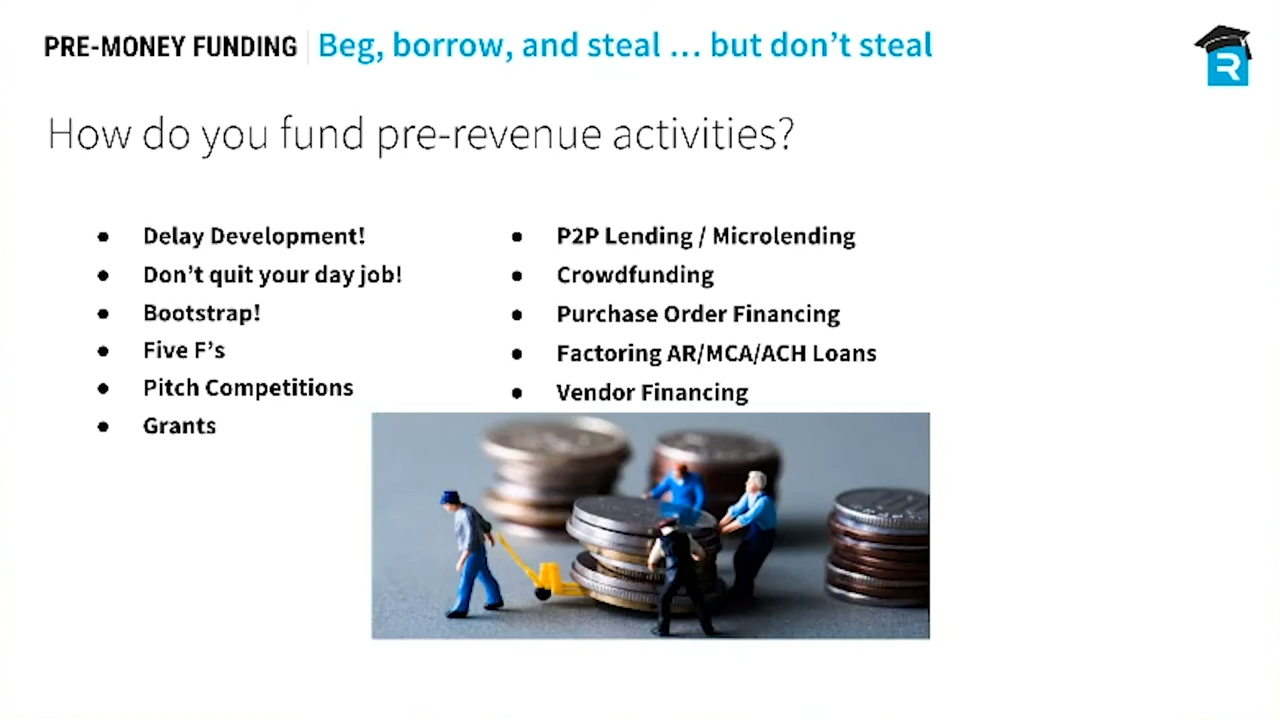 PRE-MONEY FUNDING Beg, borrow, and steal ... but don't steal
How do you fund pre-revenue activities?
Delay Development!
Don't quit your day job!
Bootstrap!
Five F's
Pitch Competitions
Grants
P2P Lending / Microlending
Crowdfunding
Purchase Order Financing
Factoring AR/MCA/ACH Loans
Vendor Financing